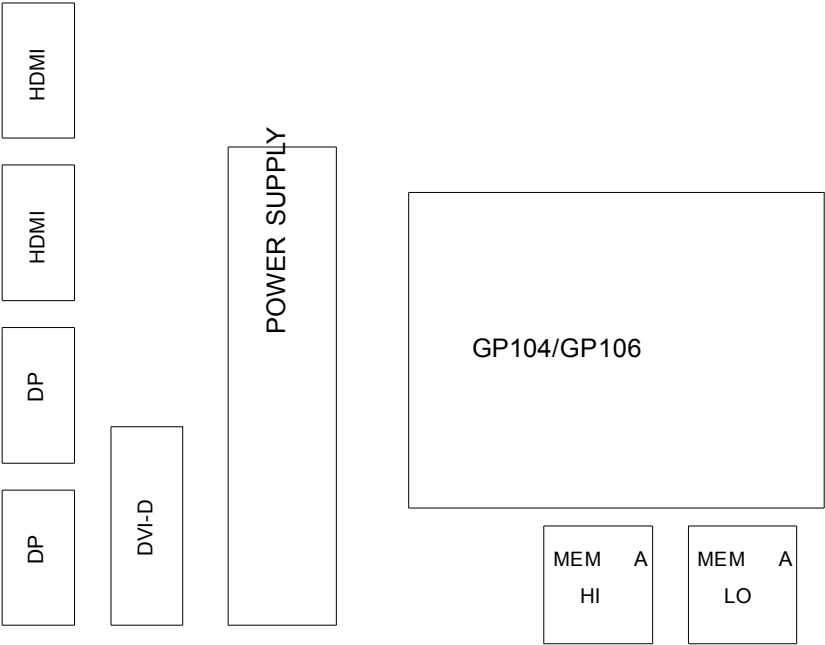 HDMI
HDMI
DP
DP
DVI-D
POWER SUPPLY
GP104/GP106
MEM A
HI
MEM A
LO